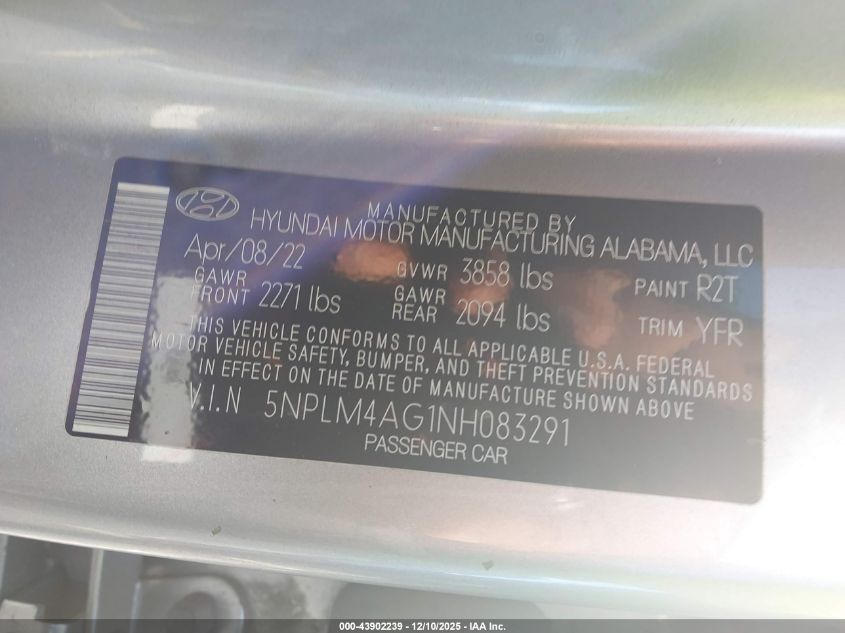 MANUFACTURED BY
HYUNDAI MOTOR MANUFACTURING ALABAMA, LLC
Apr/08/22 GVWR 3858 lbs PAINT R2T
GAWR FRONT 2271 lbs GAWR REAR 2094 lbs TRIM YFR
THIS VEHICLE CONFORMS TO ALL APPLICABLE U.S.A. FEDERAL
MOTOR VEHICLE SAFETY, BUMPER, AND THEFT PREVENTION STANDARDS
IN EFFECT ON THE DATE OF MANUFACTURE SHOWN ABOVE
V.I.N 5NPLM4AG1NH083291
PASSENGER CAR
000-43902239 - 12/10/2025 - IAA Inc.